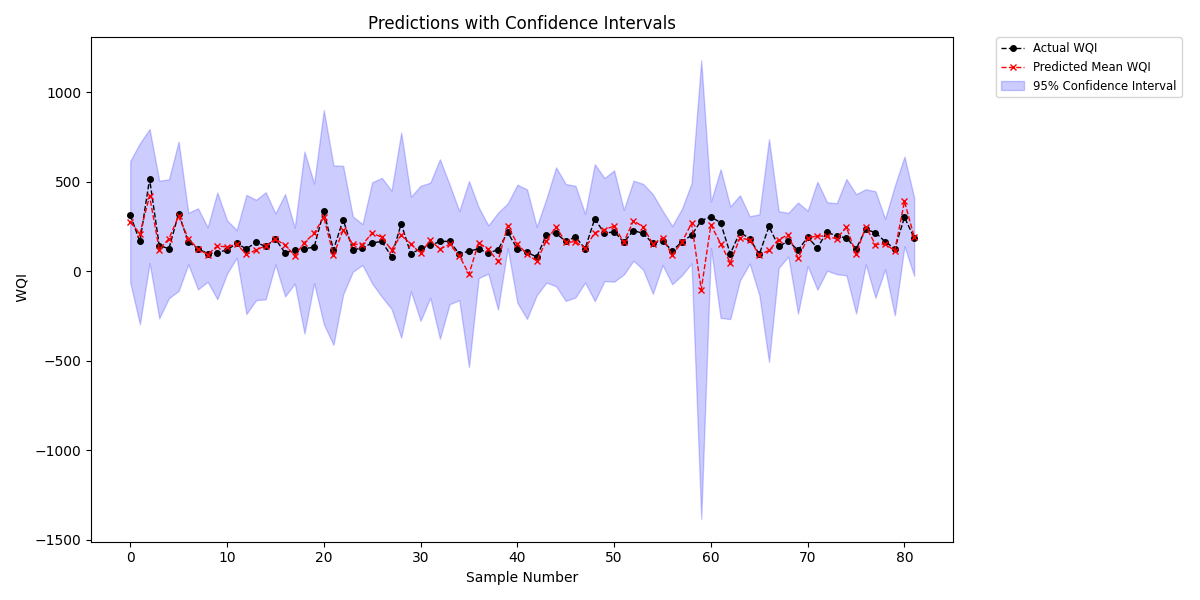 Predictions with Confidence Intervals
Actual WQI
Predicted Mean WQI
95% Confidence Interval
WQI
1000
500
0
−500
−1000
−1500
0 10 20 30 40 50 60 70 80
Sample Number